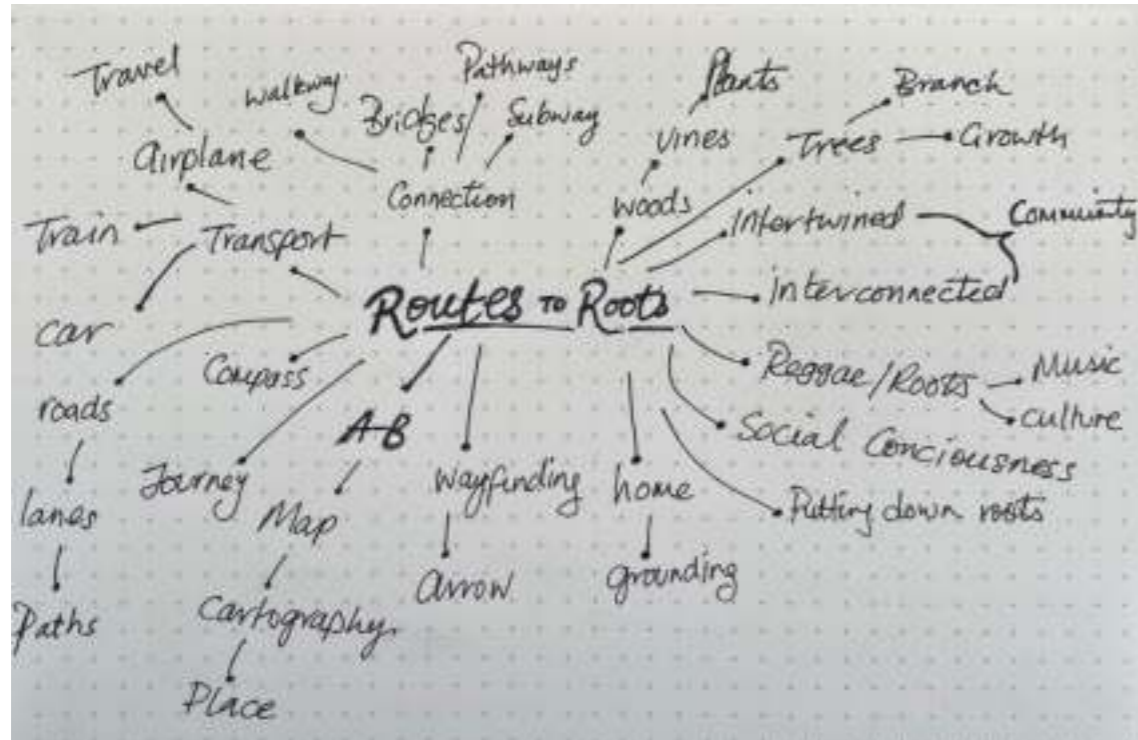 Travel
walkway
Pathways
Plants
Branch
Bridges/
Subway
vines
Trees
Growth
Airplane
Connection
woods
Intertwined
Community
Train
Transport
Routes to Roots
interconnected
car
Compass
Reggae/Roots
Music
culture
roads
A-B
Social Conciousness
Journey
Wayfinding
home
Putting down roots
lanes
Map
arrow
grounding
Paths
Cartography
Place